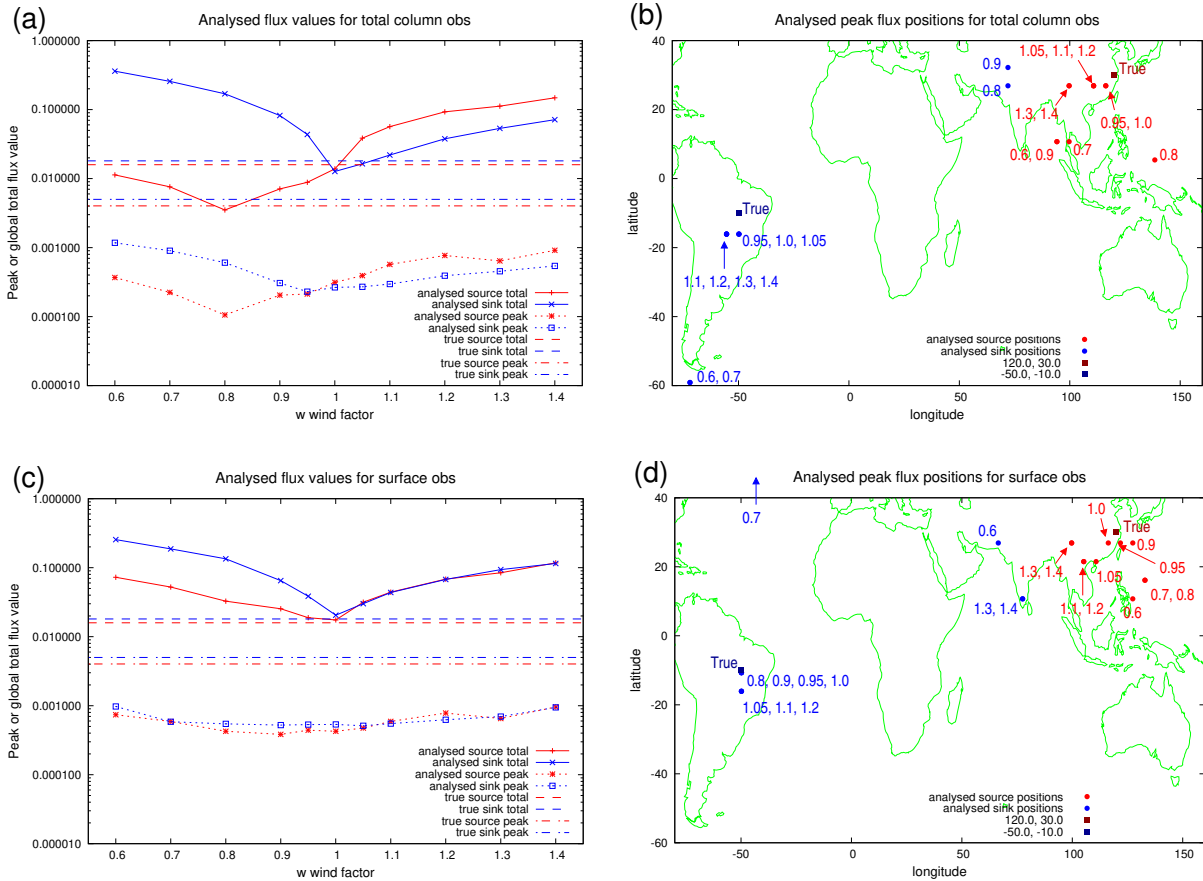 (a)
Analysed flux values for total column obs
1.000000
0.100000
0.010000
0.001000
0.000100
0.000010
Peak or global total flux value
0.6 0.7 0.8 0.9 1 1.1 1.2 1.3 1.4
w wind factor
analysed source total
analysed sink total
analysed source peak
analysed sink peak
true source total
true sink total
true source peak
true sink peak
(b)
Analysed peak flux positions for total column obs
40
20
0
-20
-40
-60
latitude
-50 0 50 100 150
longitude
1.05, 1.1, 1.2
True
0.9
0.8
1.3, 1.4
0.95, 1.0
0.6, 0.9
0.7
0.8
True
0.95, 1.0, 1.05
1.1, 1.2, 1.3, 1.4
0.6, 0.7
analysed source positions
analysed sink positions
120.0, 30.0
-50.0, -10.0
(c)
Analysed flux values for surface obs
1.000000
0.100000
0.010000
0.001000
0.000100
0.000010
Peak or global total flux value
0.6 0.7 0.8 0.9 1 1.1 1.2 1.3 1.4
w wind factor
analysed source total
analysed sink total
analysed source peak
analysed sink peak
true source total
true sink total
true source peak
true sink peak
(d)
Analysed peak flux positions for surface obs
40
20
0
-20
-40
-60
latitude
-50 0 50 100 150
longitude
0.7
1.0
True
0.6
0.9
0.95
1.3, 1.4
1.05
0.7, 0.8
1.3, 1.4
1.1, 1.2
0.6
True
0.8, 0.9, 0.95, 1.0
1.05, 1.1, 1.2
analysed source positions
analysed sink positions
120.0, 30.0
-50.0, -10.0